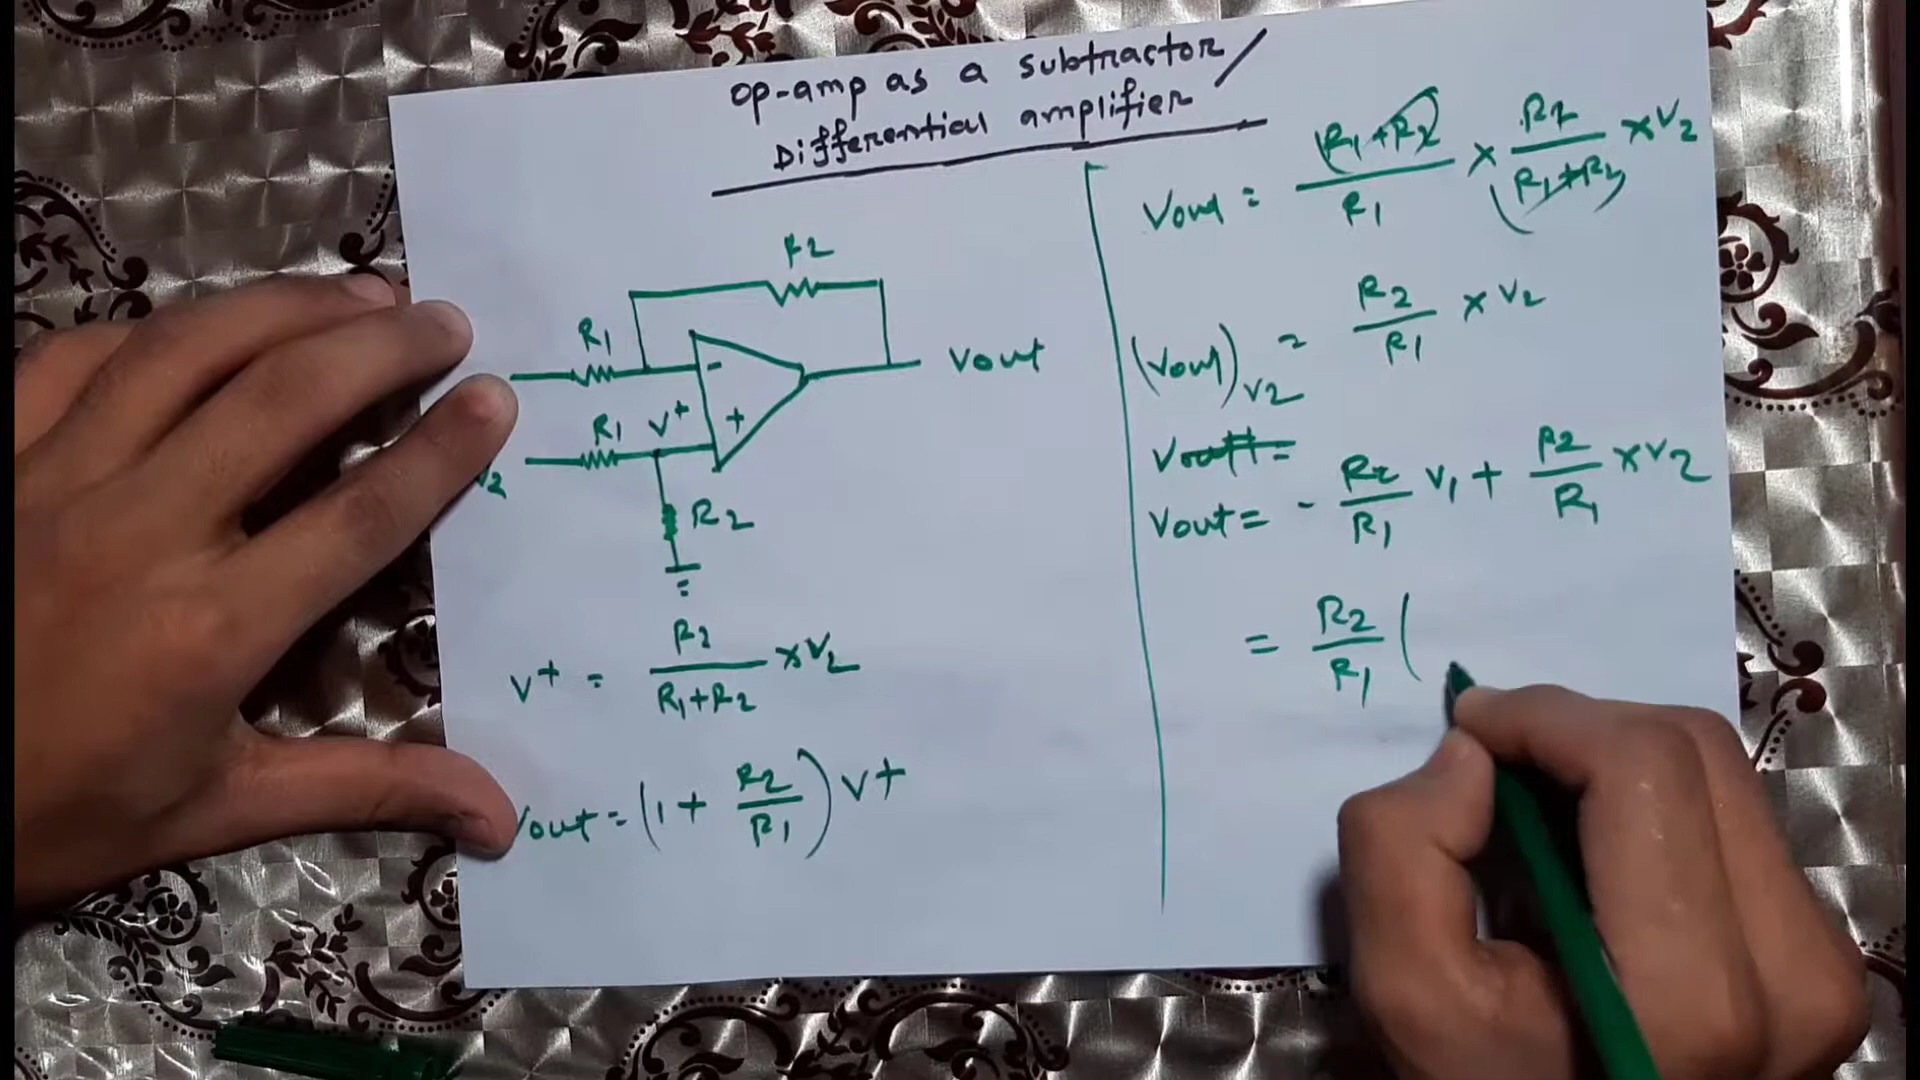 op-amp as a subtractor/
Differential amplifier
R2
R1
-
Vout
R1 V+
+
V2
R2
V+ = R2/(R1+R2) x V2
Vout = (1 + R2/R1) V+
Vout = (R1+R2)/R1 x R2/(R1+R2) x V2
(Vout)V2 = R2/R1 x V2
Vout = - R2/R1 V1 + R2/R1 x V2
= R2/R1 (